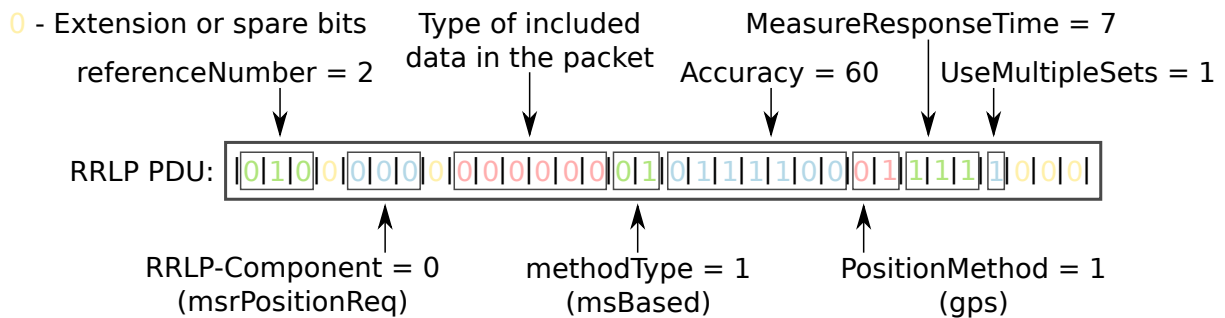 0 - Extension or spare bits
Type of included
data in the packet
MeasureResponseTime = 7
referenceNumber = 2
Accuracy = 60
UseMultipleSets = 1
RRLP PDU: |0|1|0|0|0|0|0|0|0|0|0|0|0|0|0|1|0|1|1|1|1|0|0|0|1|1|1|1|1|0|0|0|
RRLP-Component = 0
(msrPositionReq)
methodType = 1
(msBased)
PositionMethod = 1
(gps)